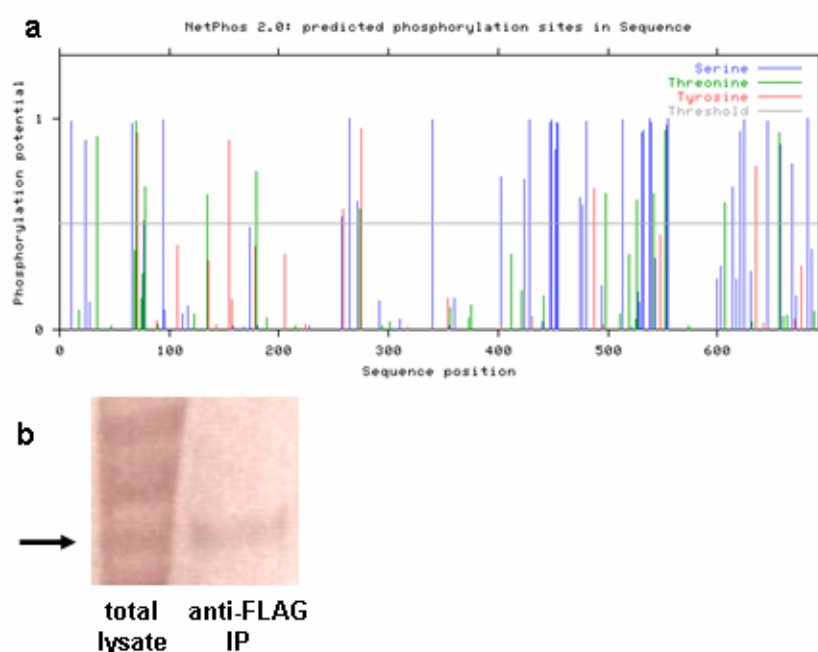 a
NetPhos 2.0: predicted phosphorylation sites in Sequence
Phosphorylation potential
Serine
Threonine
Tyrosine
Threshold
1
0
0 100 200 300 400 500 600
Sequence position
b
total anti-FLAG
lysate IP